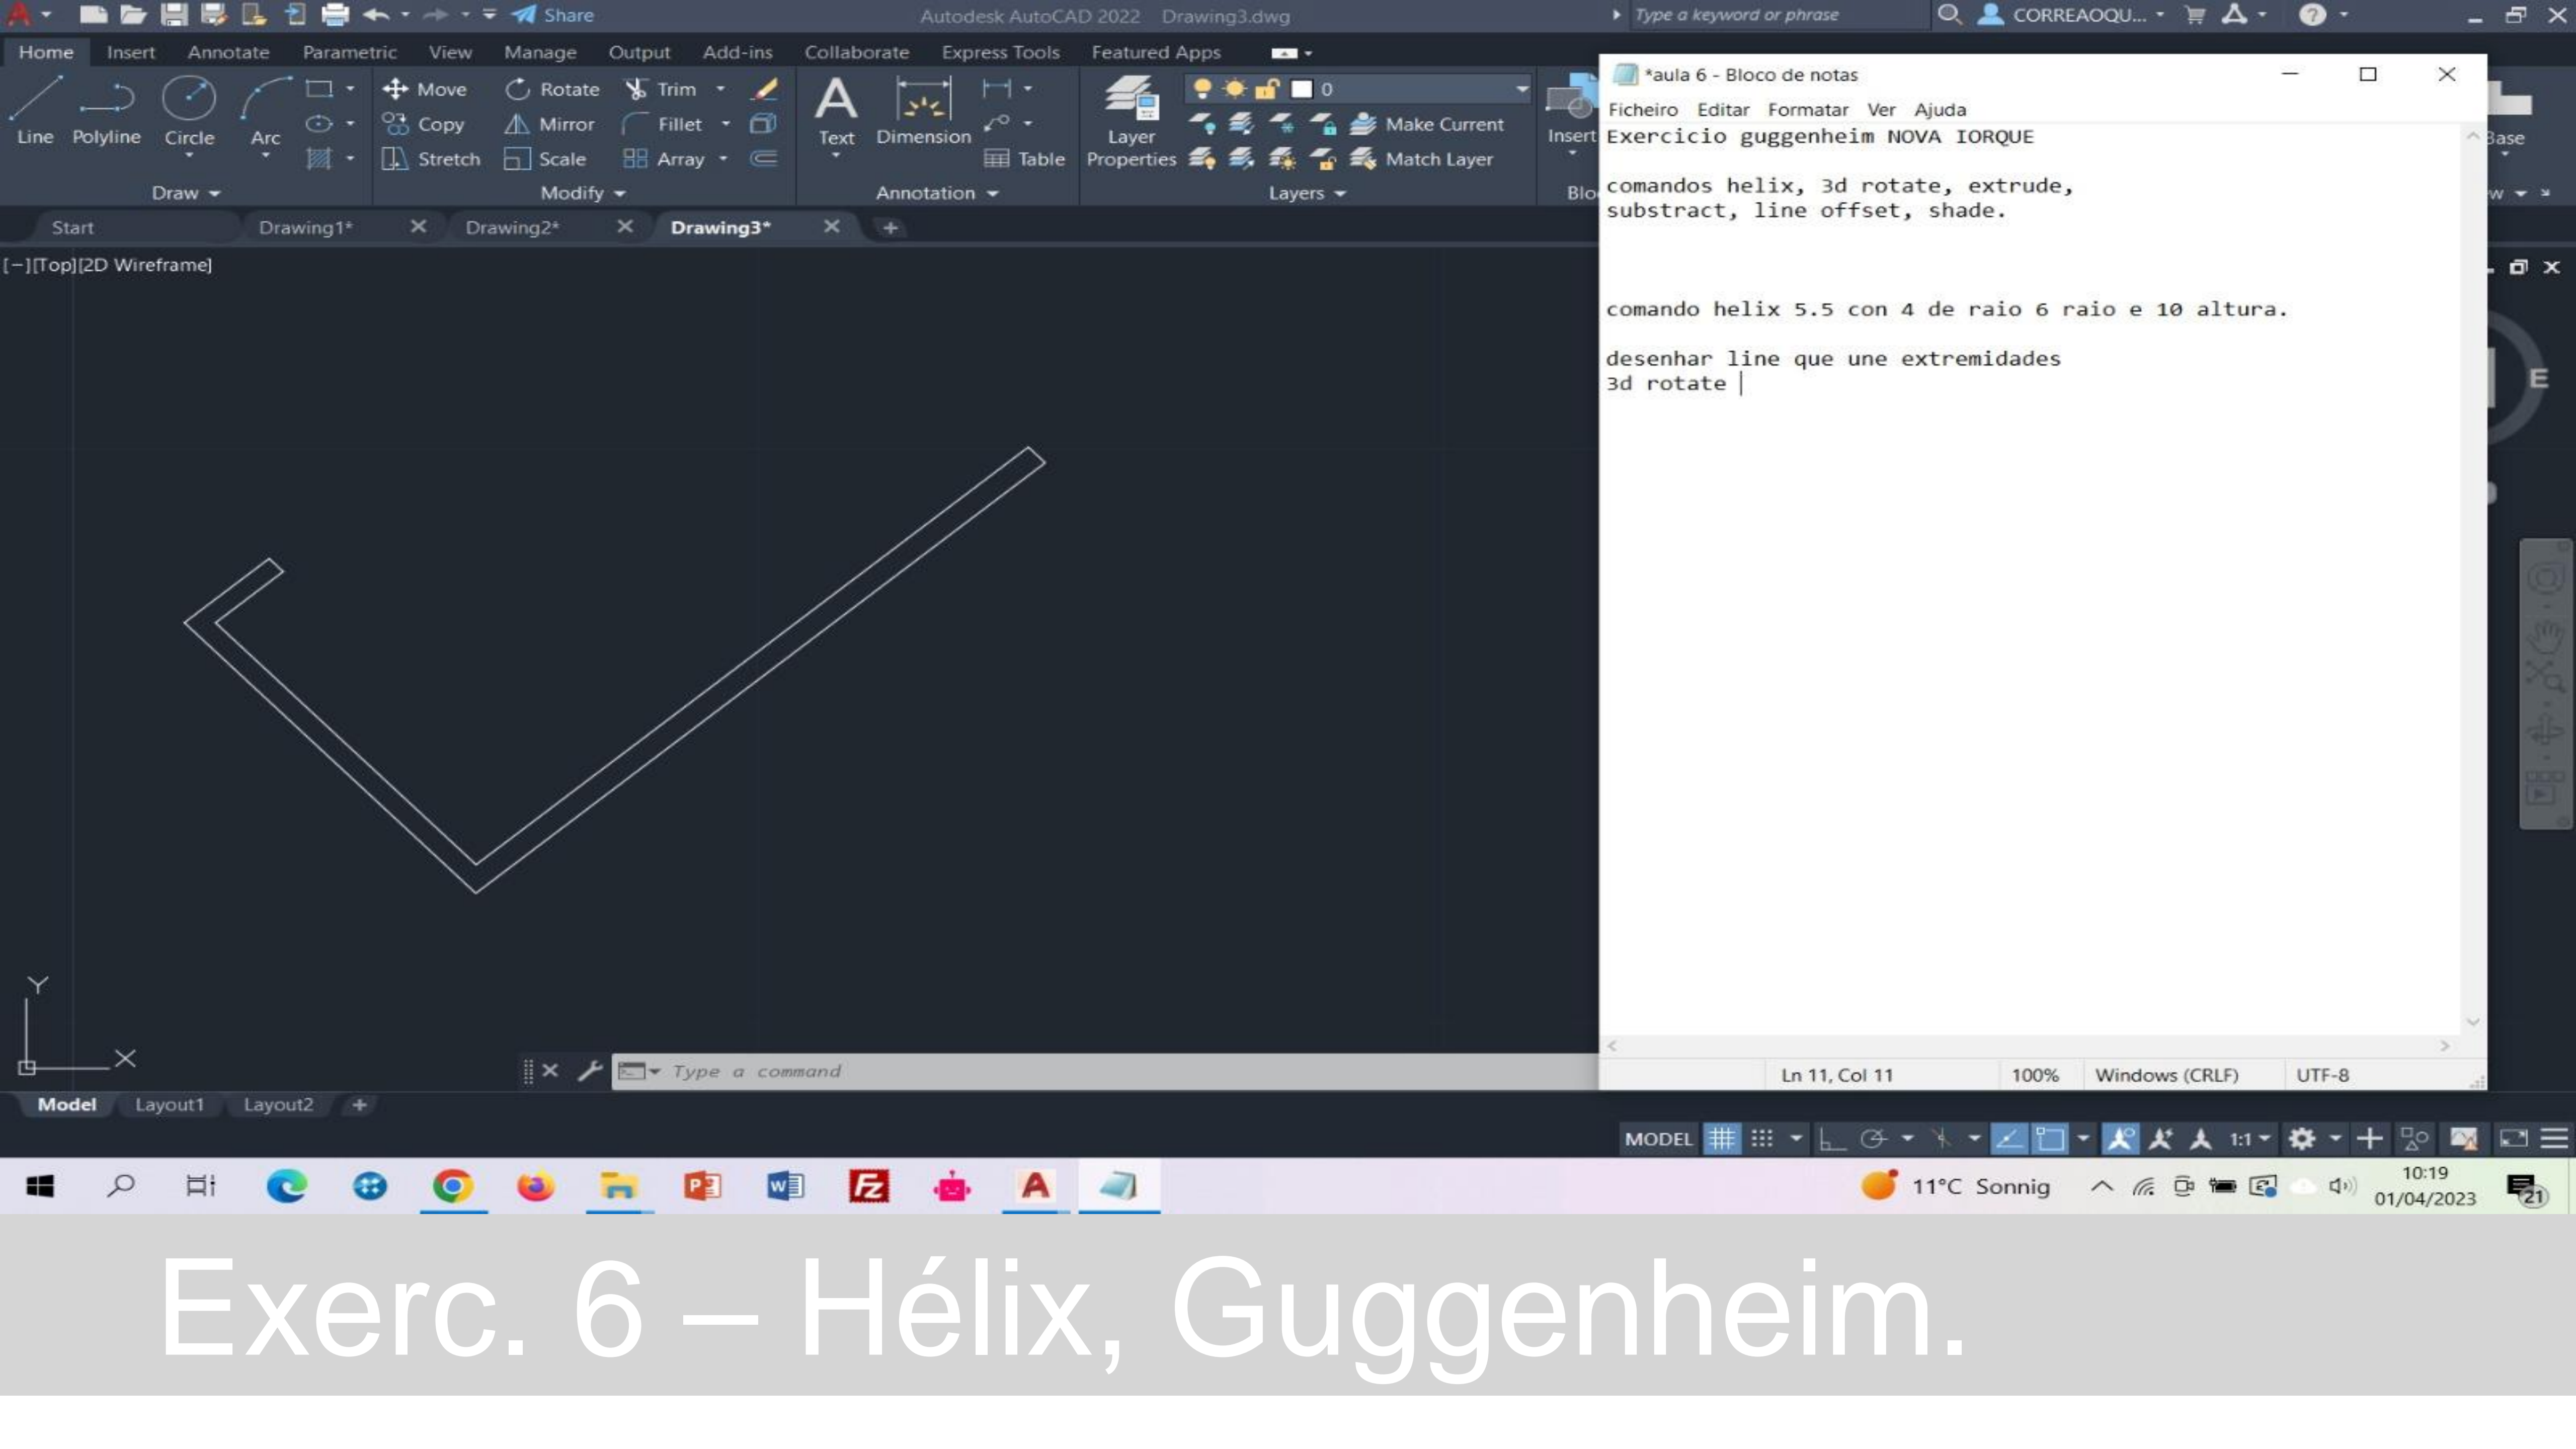 Share
Autodesk AutoCAD 2022 Drawing3.dwg
Type a keyword or phrase
CORREAOQU...
Home Insert Annotate Parametric View Manage Output Add-ins Collaborate Express Tools Featured Apps
Line Polyline Circle Arc
Move Rotate Trim
Copy Mirror Fillet
Stretch Scale Array
Text Dimension Table
Layer Properties
0
Make Current
Match Layer
Insert
Base
Draw Modify Annotation Layers Blo
w
Start Drawing1* Drawing2* Drawing3*
[-][Top][2D Wireframe]
*aula 6 - Bloco de notas
Ficheiro Editar Formatar Ver Ajuda
Exercicio guggenheim NOVA IORQUE
comandos helix, 3d rotate, extrude,
substract, line offset, shade.
comando helix 5.5 con 4 de raio 6 raio e 10 altura.
desenhar line que une extremidades
3d rotate
Ln 11, Col 11 100% Windows (CRLF) UTF-8
E
Y
X
Type a command
Model Layout1 Layout2
MODEL 1:1
11°C Sonnig
10:19
01/04/2023
21
Exerc. 6 – Hélix, Guggenheim.